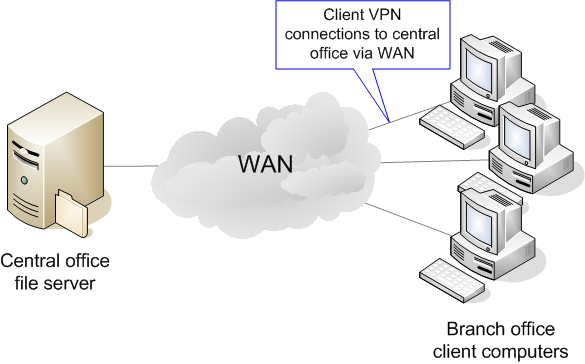 Client VPN
connections to central
office via WAN
WAN
Central office
file server
Branch office
client computers